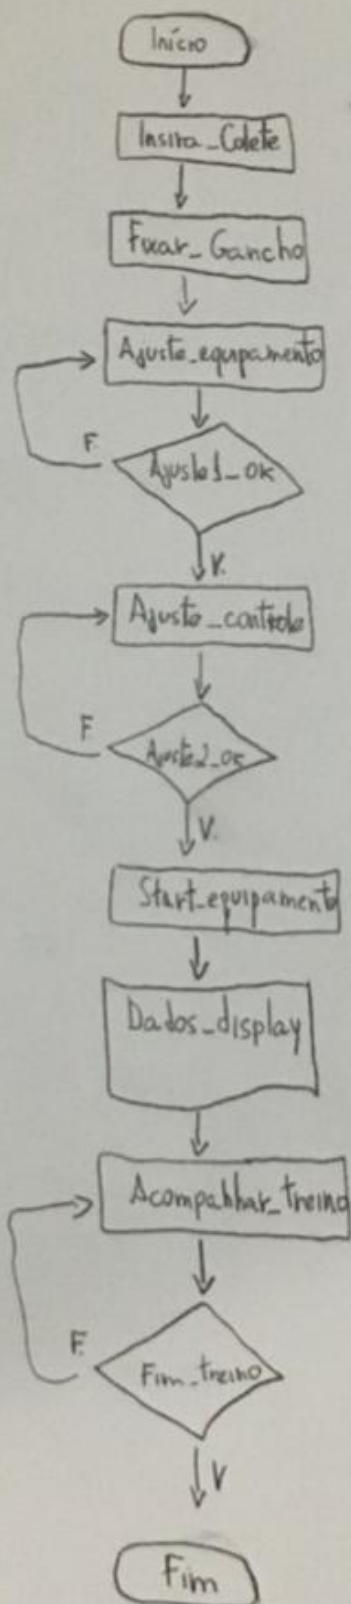 Início
Insira_Colete
Fixar_Gancho
Ajuste_equipamento
F.
Ajuste1_ok
V.
Ajuste_controle
F
Ajuste2_ok
V.
Start_equipamento
Dados_display
Acompanhar_treino
F.
Fim_treino
V
Fim